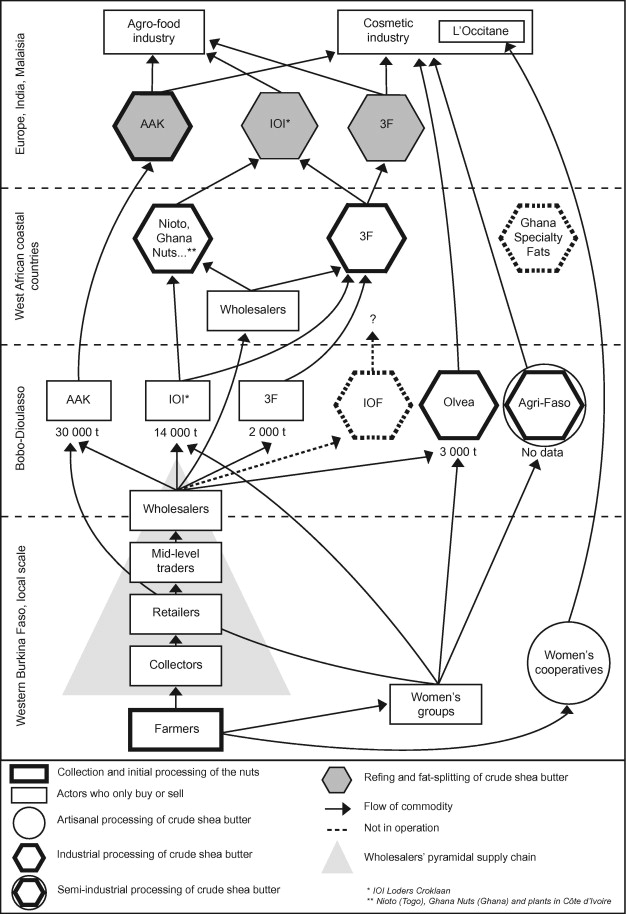 Europe, India, Malaisia
Agro-food
industry
Cosmetic
industry
L'Occitane
AAK
IOI*
3F
West African coastal
countries
Nioto,
Ghana
Nuts...**
3F
Ghana
Specialty
Fats
Wholesalers
?
Bobo-Dioulasso
AAK
30 000 t
IOI*
14 000 t
3F
2 000 t
IOF
Olvea
3 000 t
Agri-Faso
No data
Western Burkina Faso, local scale
Wholesalers
Mid-level
traders
Retailers
Collectors
Farmers
Women's
groups
Women's
cooperatives
Collection and initial processing of the nuts
Actors who only buy or sell
Artisanal processing of crude shea butter
Industrial processing of crude shea butter
Semi-industrial processing of crude shea butter
Refing and fat-splitting of crude shea butter
Flow of commodity
Not in operation
Wholesalers' pyramidal supply chain
* IOI Loders Croklaan
** Nioto (Togo), Ghana Nuts (Ghana) and plants in Côte d'Ivoire